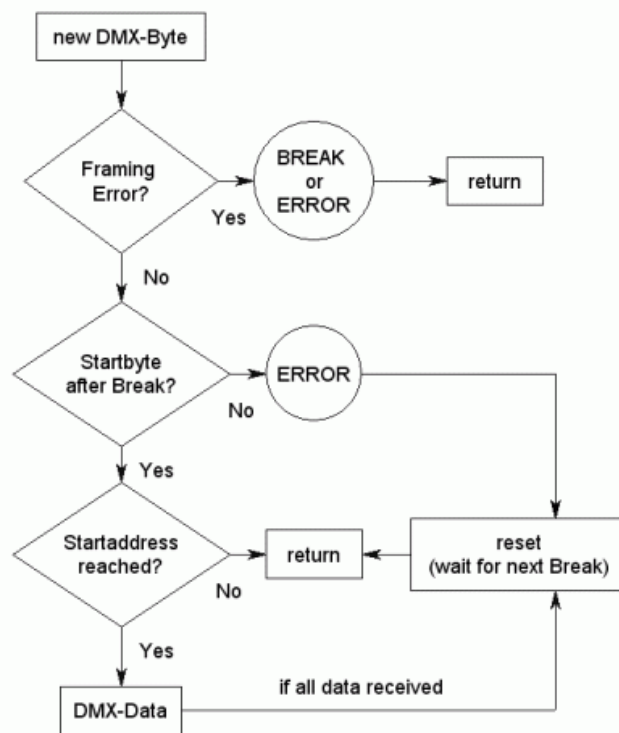 new DMX-Byte
Framing
Error?
Yes
BREAK
or
ERROR
return
No
Startbyte
after Break?
No
ERROR
Yes
Startaddress
reached?
No
return
reset
(wait for next Break)
Yes
if all data received
DMX-Data